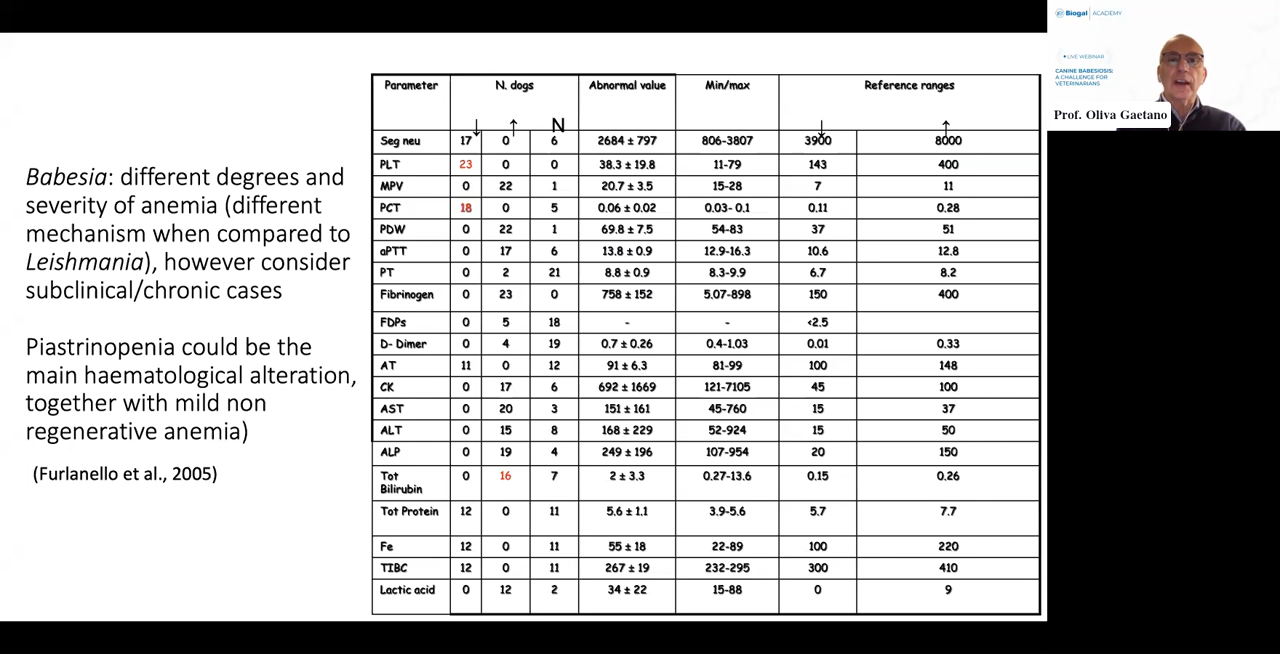 Babesia: different degrees and
severity of anemia (different
mechanism when compared to
Leishmania), however consider
subclinical/chronic cases
Piastrinopenia could be the
main haematological alteration,
together with mild non
regenerative anemia)
(Furlanello et al., 2005)
Parameter N. dogs Abnormal value Min/max Reference ranges
↓ ↑ N ↓ ↑
Seg neu 17 0 6 2684 ± 797 806-3807 3900 8000
PLT 23 0 0 38.3 ± 19.8 11-79 143 400
MPV 0 22 1 20.7 ± 3.5 15-28 7 11
PCT 18 0 5 0.06 ± 0.02 0.03- 0.1 0.11 0.28
PDW 0 22 1 69.8 ± 7.5 54-83 37 51
aPTT 0 17 6 13.8 ± 0.9 12.9-16.3 10.6 12.8
PT 0 2 21 8.8 ± 0.9 8.3-9.9 6.7 8.2
Fibrinogen 0 23 0 758 ± 152 5.07-898 150 400
FDPs 0 5 18 - - <2.5
D- Dimer 0 4 19 0.7 ± 0.26 0.4-1.03 0.01 0.33
AT 11 0 12 91 ± 6.3 81-99 100 148
CK 0 17 6 692 ± 1669 121-7105 45 100
AST 0 20 3 151 ± 161 45-760 15 37
ALT 0 15 8 168 ± 229 52-924 15 50
ALP 0 19 4 249 ± 196 107-954 20 150
Tot
Bilirubin 0 16 7 2 ± 3.3 0.27-13.6 0.15 0.26
Tot Protein 12 0 11 5.6 ± 1.1 3.9-5.6 5.7 7.7
Fe 12 0 11 55 ± 18 22-89 100 220
TIBC 12 0 11 267 ± 19 232-295 300 410
Lactic acid 0 12 2 34 ± 22 15-88 0 9
Biogal ACADEMY
LIVE WEBINAR
CANINE BABESIOSIS:
A CHALLENGE FOR
VETERINARIANS
Prof. Oliva Gaetano